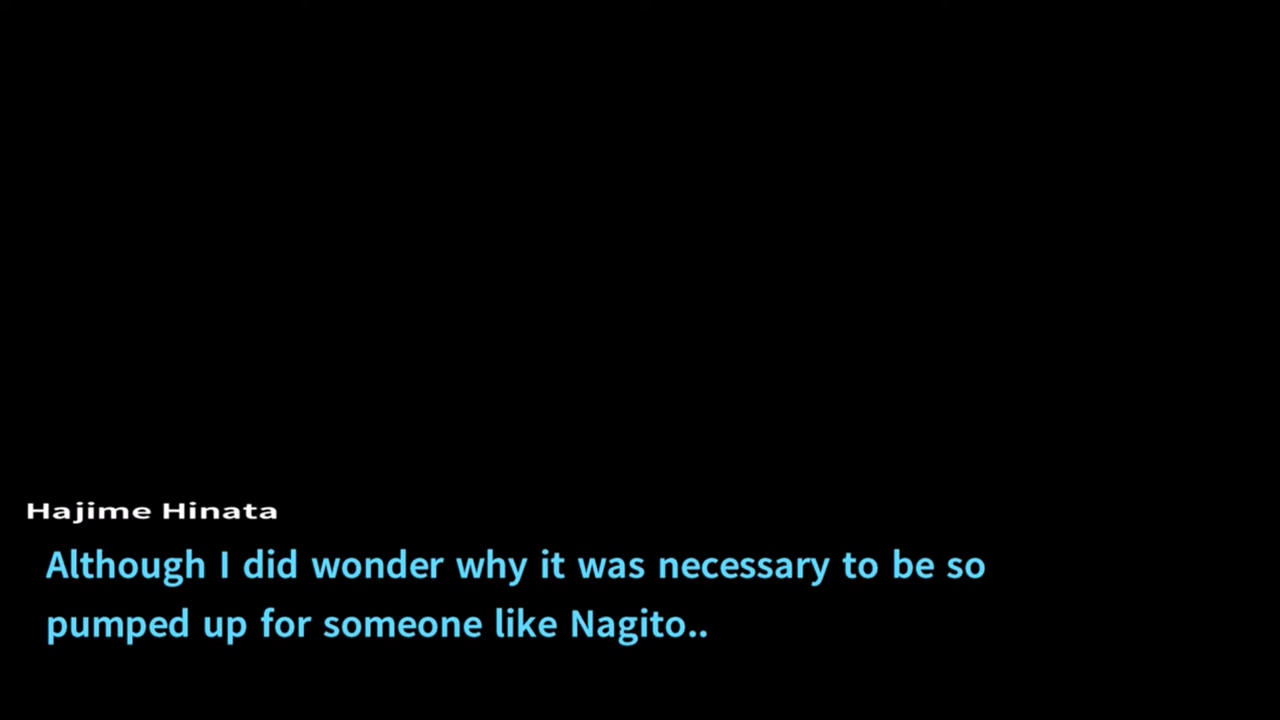 Hajime Hinata
Although I did wonder why it was necessary to be so
pumped up for someone like Nagito..